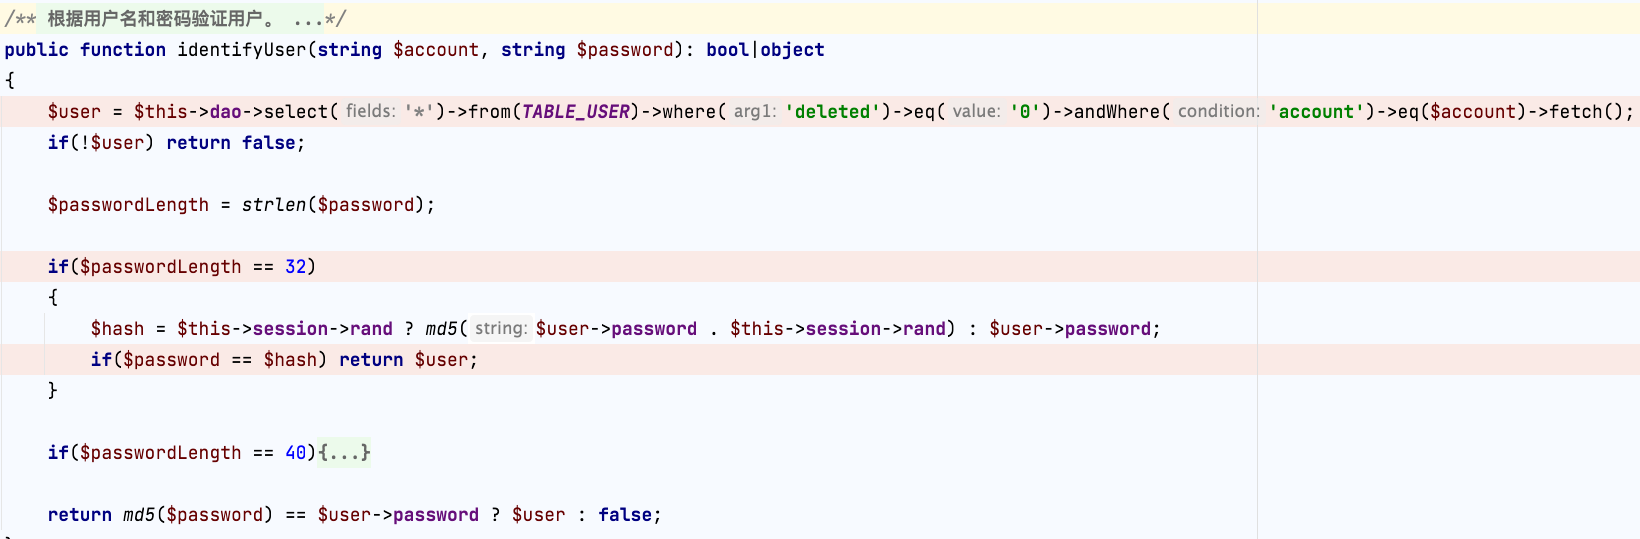 /** 根据用户名和密码验证用户。 ...*/
public function identifyUser(string $account, string $password): bool|object
{
    $user = $this->dao->select( fields: '*')->from(TABLE_USER)->where( arg1: 'deleted')->eq( value: '0')->andWhere( condition: 'account')->eq($account)->fetch();
    if(!$user) return false;

    $passwordLength = strlen($password);

    if($passwordLength == 32)
    {
        $hash = $this->session->rand ? md5( string: $user->password . $this->session->rand) : $user->password;
        if($password == $hash) return $user;
    }

    if($passwordLength == 40){...}

    return md5($password) == $user->password ? $user : false;